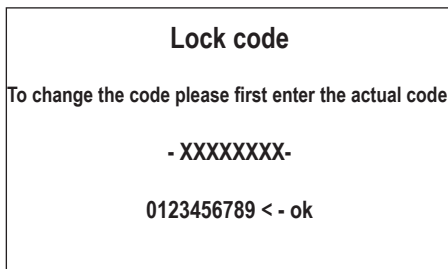 Lock code
To change the code please first enter the actual code
- XXXXXXXX-
0123456789 < - ok